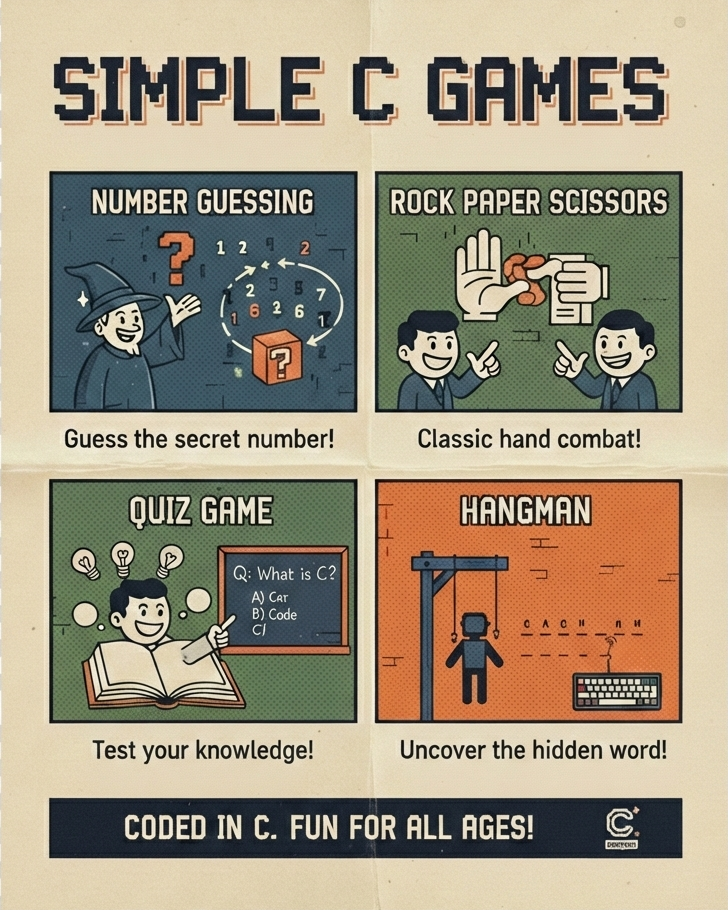 SIMPLE C GAMES
NUMBER GUESSING
?
1 2 2
2 3 5 7
1 6 2 6 1
?
Guess the secret number!
ROCK PAPER SCISSORS
Classic hand combat!
QUIZ GAME
Q: What is C?
A) Cat
B) Code
C/
Test your knowledge!
HANGMAN
Uncover the hidden word!
CODED IN C. FUN FOR ALL AGES!
C